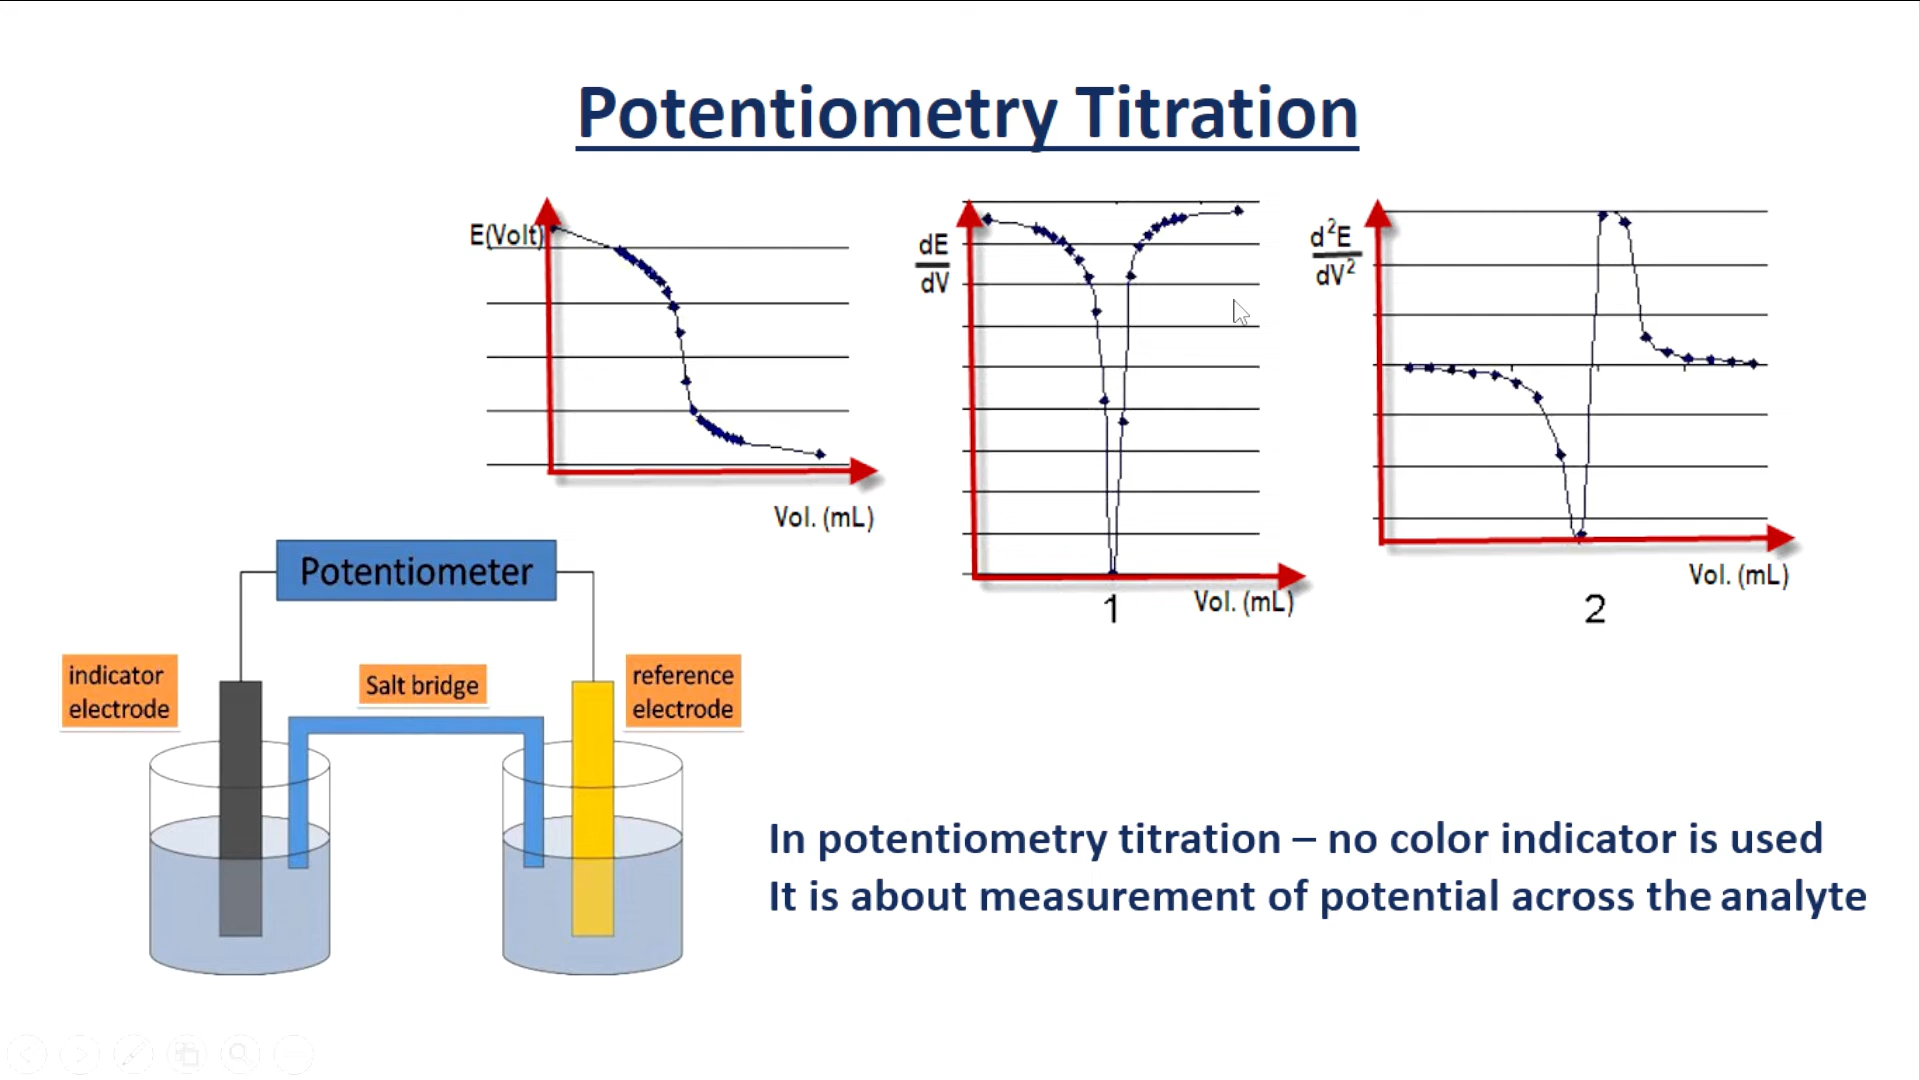 Potentiometry Titration
E(Volt)
Vol. (mL)
dE
dV
Vol. (mL)
1
d²E
dV²
Vol. (mL)
2
Potentiometer
indicator
electrode
Salt bridge
reference
electrode
In potentiometry titration – no color indicator is used
It is about measurement of potential across the analyte